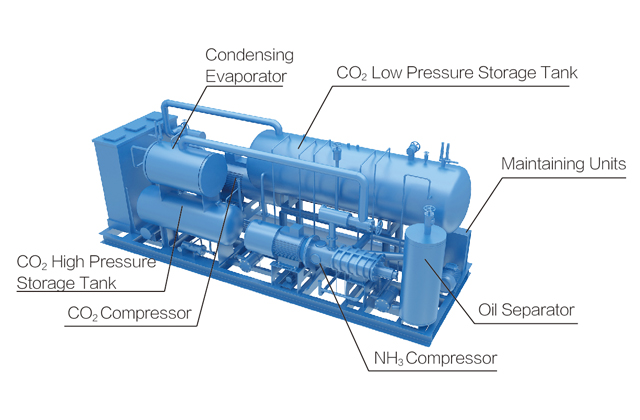 Condensing
Evaporator
CO₂ Low Pressure Storage Tank
Maintaining Units
CO₂ High Pressure
Storage Tank
CO₂ Compressor
Oil Separator
NH₃ Compressor